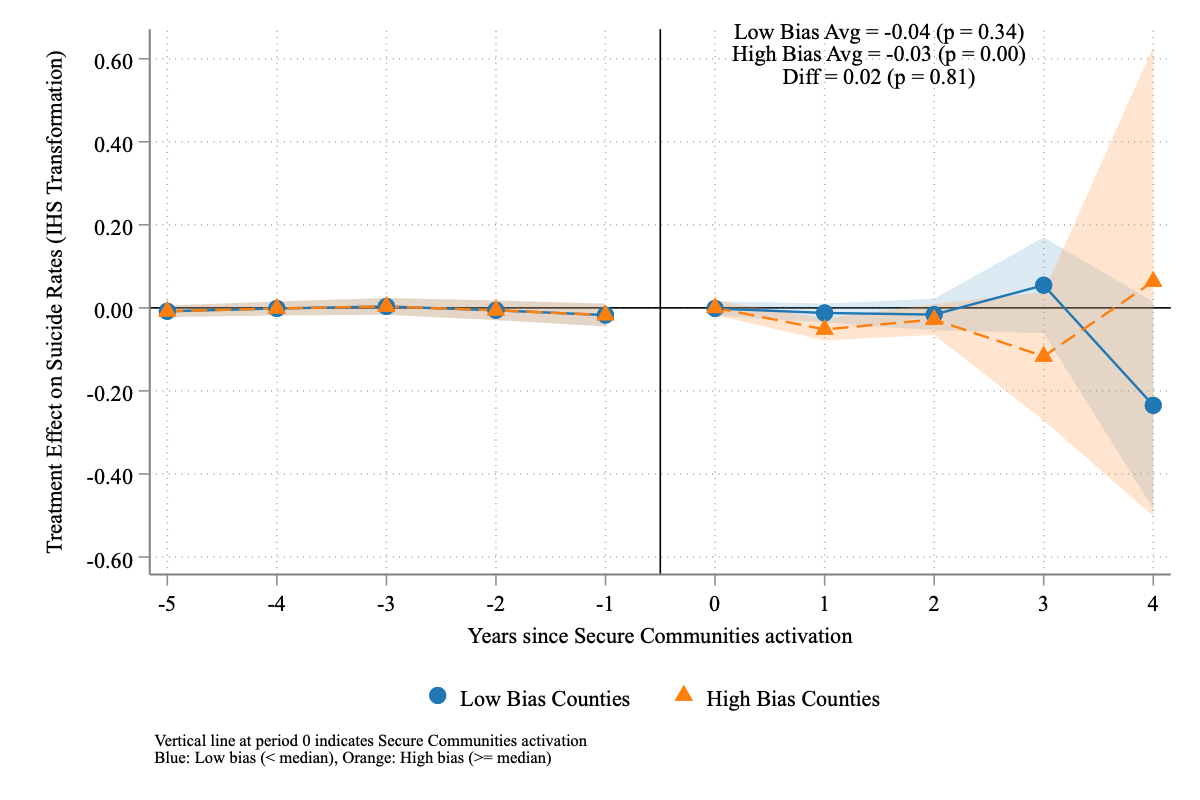 Low Bias Avg = -0.04 (p = 0.34)
High Bias Avg = -0.03 (p = 0.00)
Diff = 0.02 (p = 0.81)
Treatment Effect on Suicide Rates (IHS Transformation)
0.60
0.40
0.20
0.00
-0.20
-0.40
-0.60
-5 -4 -3 -2 -1 0 1 2 3 4
Years since Secure Communities activation
Low Bias Counties High Bias Counties
Vertical line at period 0 indicates Secure Communities activation
Blue: Low bias (< median), Orange: High bias (>= median)